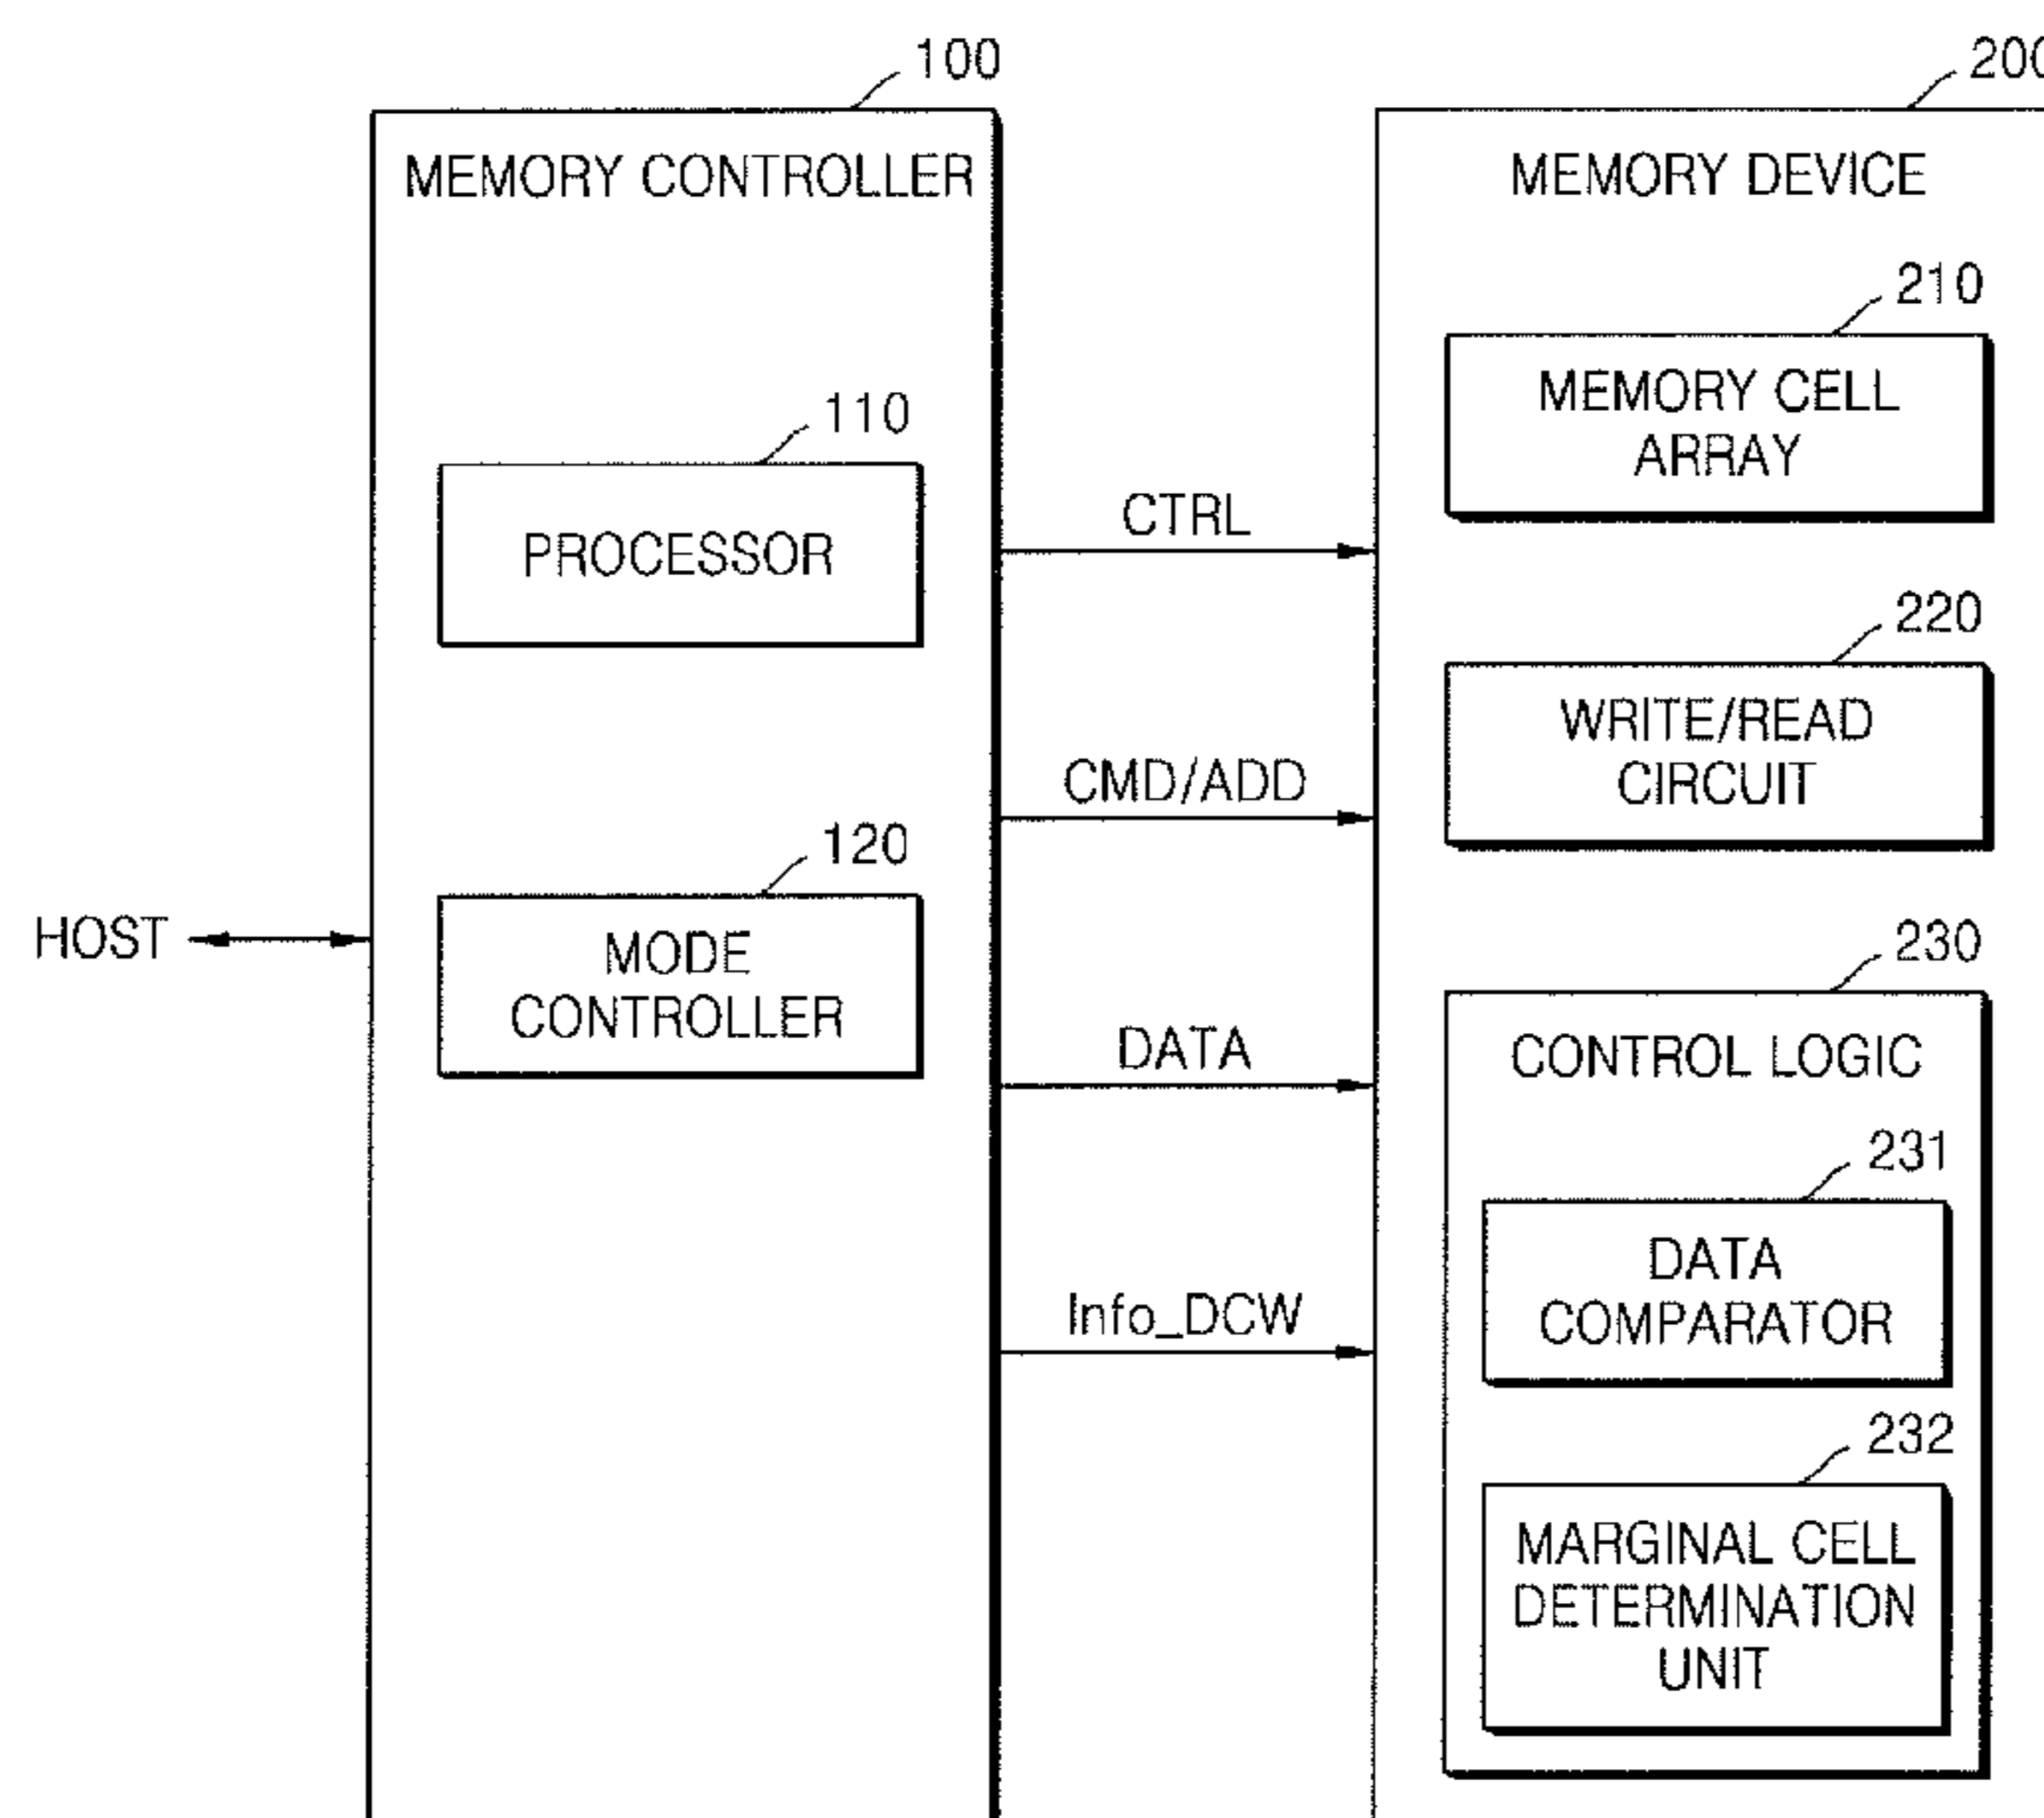 100
200
MEMORY CONTROLLER
MEMORY DEVICE
210
MEMORY CELL
ARRAY
110
PROCESSOR
CTRL
220
WRITE/READ
CIRCUIT
CMD/ADD
120
MODE
CONTROLLER
HOST
230
CONTROL LOGIC
DATA
231
DATA
COMPARATOR
Info_DCW
232
MARGINAL CELL
DETERMINATION
UNIT